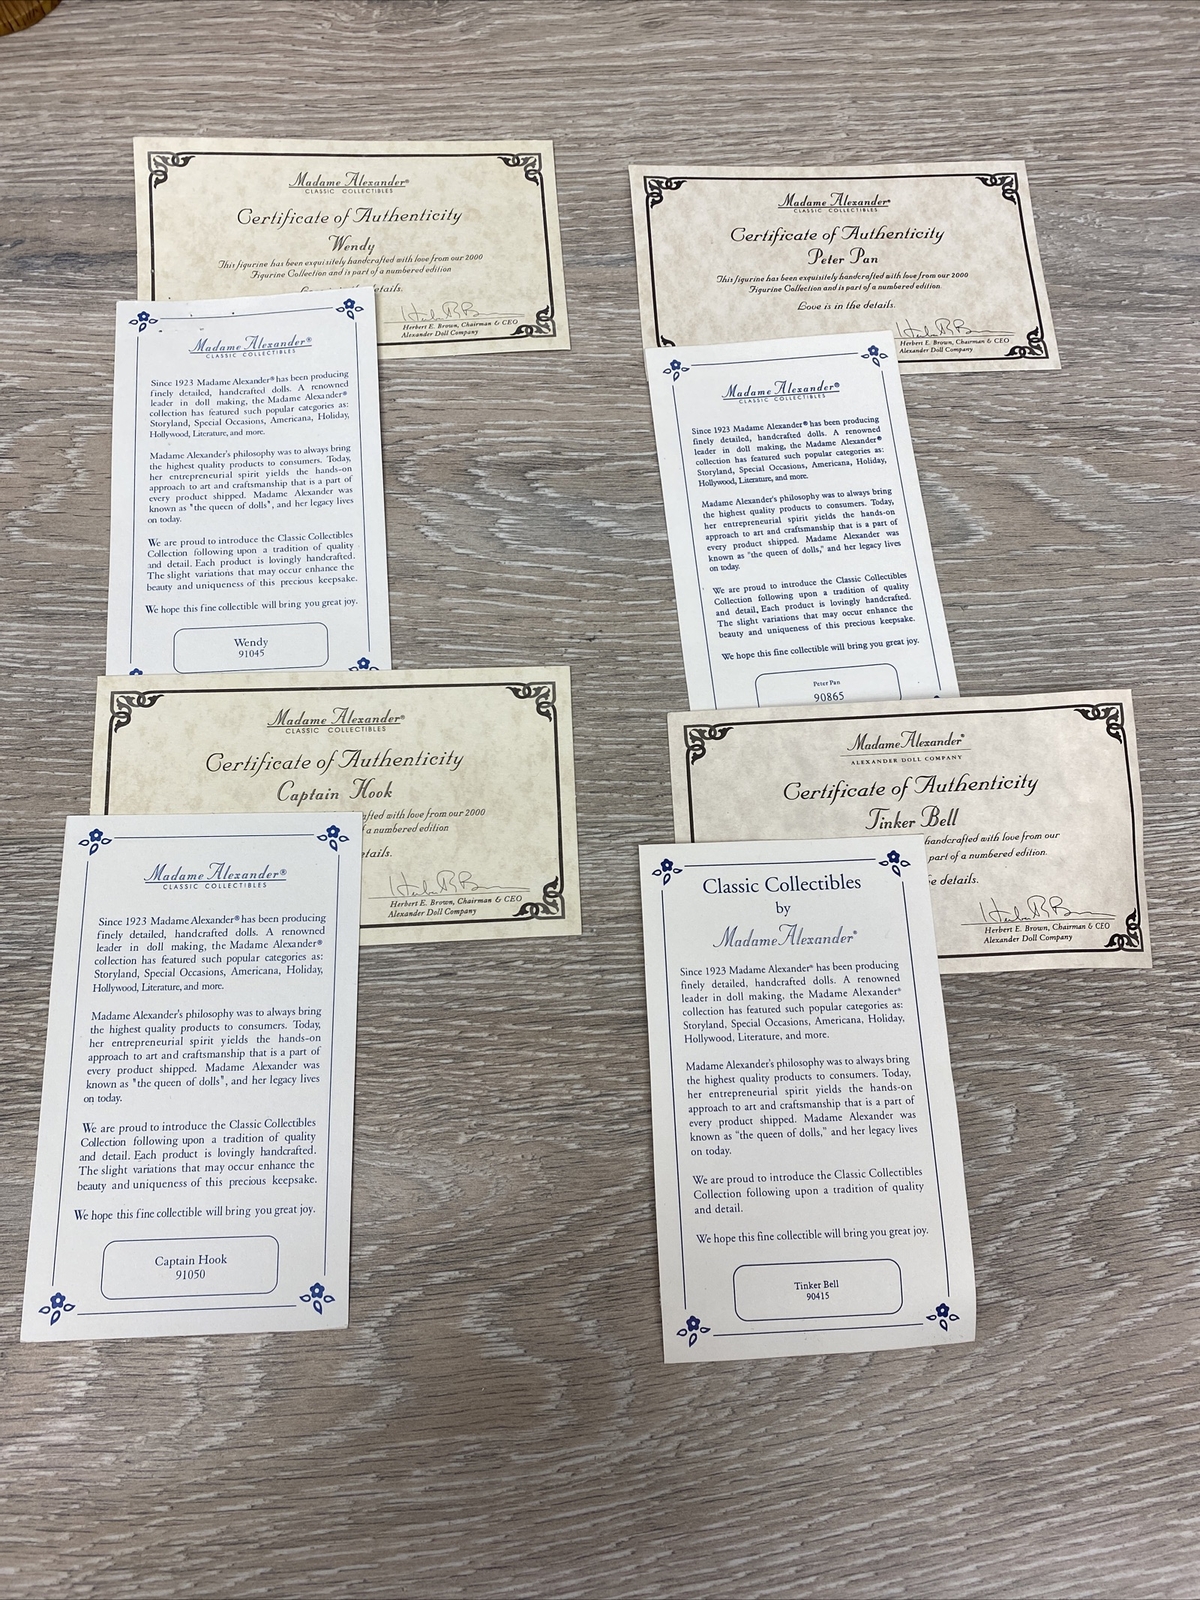 Madame Alexander®
CLASSIC COLLECTIBLES
Certificate of Authenticity
Wendy
This figurine has been exquisitely handcrafted with love from our 2000
Figurine Collection and is part of a numbered edition
details.
Herbert E. Brown, Chairman & CEO
Alexander Doll Company
Madame Alexander®
CLASSIC COLLECTIBLES
Since 1923 Madame Alexander® has been producing
finely detailed, handcrafted dolls. A renowned
leader in doll making, the Madame Alexander®
collection has featured such popular categories as:
Storyland, Special Occasions, Americana, Holiday,
Hollywood, Literature, and more.
Madame Alexander's philosophy was to always bring
the highest quality products to consumers. Today,
her entrepreneurial spirit yields the hands-on
approach to art and craftsmanship that is a part of
every product shipped. Madame Alexander was
known as "the queen of dolls", and her legacy lives
on today.
We are proud to introduce the Classic Collectibles
Collection following upon a tradition of quality
and detail. Each product is lovingly handcrafted.
The slight variations that may occur enhance the
beauty and uniqueness of this precious keepsake.
We hope this fine collectible will bring you great joy.
Wendy
91045
Madame Alexander®
CLASSIC COLLECTIBLES
Certificate of Authenticity
Peter Pan
This figurine has been exquisitely handcrafted with love from our 2000
Figurine Collection and is part of a numbered edition
Love is in the details.
Herbert E. Brown, Chairman & CEO
Alexander Doll Company
Madame Alexander®
CLASSIC COLLECTIBLES
Since 1923 Madame Alexander® has been producing
finely detailed, handcrafted dolls. A renowned
leader in doll making, the Madame Alexander®
collection has featured such popular categories as:
Storyland, Special Occasions, Americana, Holiday,
Hollywood, Literature, and more.
Madame Alexander's philosophy was to always bring
the highest quality products to consumers. Today,
her entrepreneurial spirit yields the hands-on
approach to art and craftsmanship that is a part of
every product shipped. Madame Alexander was
known as "the queen of dolls," and her legacy lives
on today.
We are proud to introduce the Classic Collectibles
Collection following upon a tradition of quality
and detail. Each product is lovingly handcrafted.
The slight variations that may occur enhance the
beauty and uniqueness of this precious keepsake.
We hope this fine collectible will bring you great joy.
Peter Pan
90865
Madame Alexander®
CLASSIC COLLECTIBLES
Certificate of Authenticity
Captain Hook
with love from our 2000
a numbered edition
Herbert E. Brown, Chairman & CEO
Alexander Doll Company
Madame Alexander®
CLASSIC COLLECTIBLES
Since 1923 Madame Alexander® has been producing
finely detailed, handcrafted dolls. A renowned
leader in doll making, the Madame Alexander®
collection has featured such popular categories as:
Storyland, Special Occasions, Americana, Holiday,
Hollywood, Literature, and more.
Madame Alexander's philosophy was to always bring
the highest quality products to consumers. Today,
her entrepreneurial spirit yields the hands-on
approach to art and craftsmanship that is a part of
every product shipped. Madame Alexander was
known as "the queen of dolls", and her legacy lives
on today.
We are proud to introduce the Classic Collectibles
Collection following upon a tradition of quality
and detail. Each product is lovingly handcrafted.
The slight variations that may occur enhance the
beauty and uniqueness of this precious keepsake.
We hope this fine collectible will bring you great joy.
Captain Hook
91050
Madame Alexander®
ALEXANDER DOLL COMPANY
Certificate of Authenticity
Tinker Bell
handcrafted with love from our
part of a numbered edition.
details.
Herbert E. Brown, Chairman & CEO
Alexander Doll Company
Classic Collectibles
by
Madame Alexander®
Since 1923 Madame Alexander® has been producing
finely detailed, handcrafted dolls. A renowned
leader in doll making, the Madame Alexander®
collection has featured such popular categories as:
Storyland, Special Occasions, Americana, Holiday,
Hollywood, Literature, and more.
Madame Alexander's philosophy was to always bring
the highest quality products to consumers. Today,
her entrepreneurial spirit yields the hands-on
approach to art and craftsmanship that is a part of
every product shipped. Madame Alexander was
known as "the queen of dolls," and her legacy lives
on today.
We are proud to introduce the Classic Collectibles
Collection following upon a tradition of quality
and detail.
We hope this fine collectible will bring you great joy.
Tinker Bell
90415